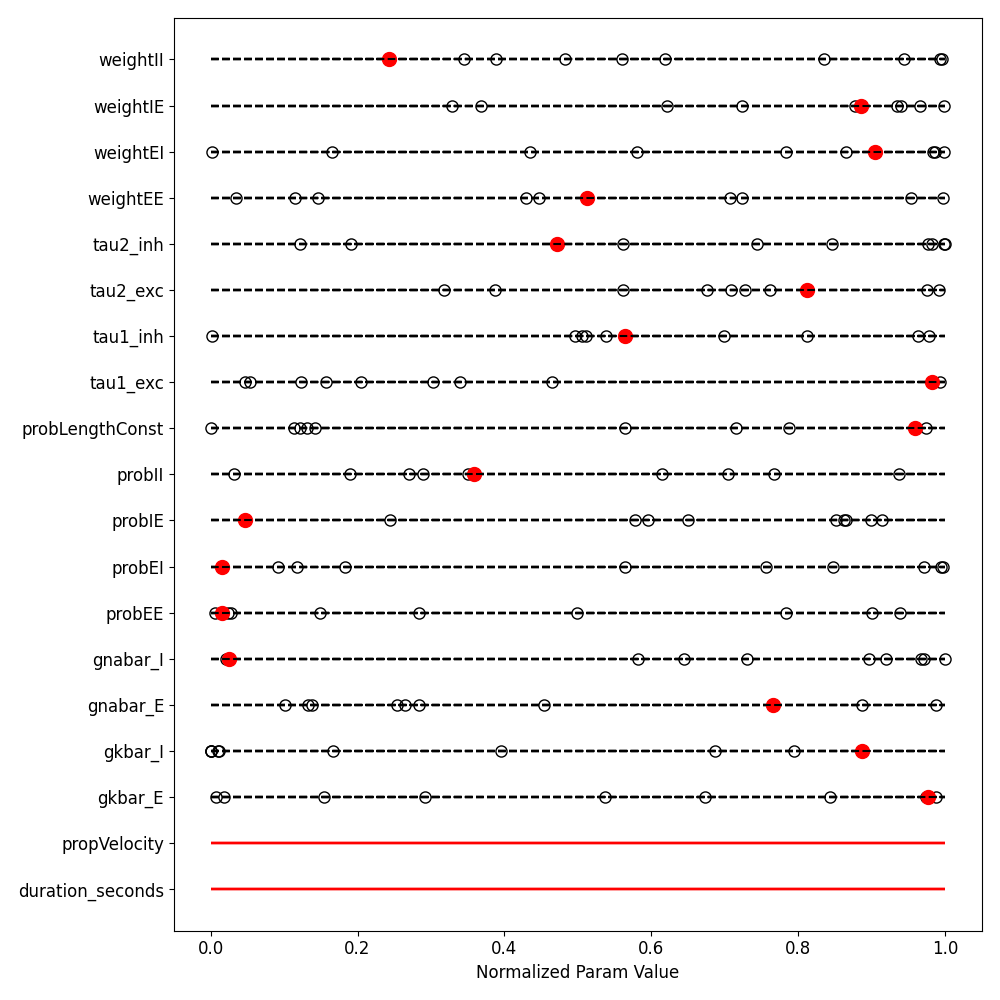 weightII
weightIE
weightEI
weightEE
tau2_inh
tau2_exc
tau1_inh
tau1_exc
probLengthConst
probII
probIE
probEI
probEE
gnabar_I
gnabar_E
gkbar_I
gkbar_E
propVelocity
duration_seconds
0.0 0.2 0.4 0.6 0.8 1.0
Normalized Param Value